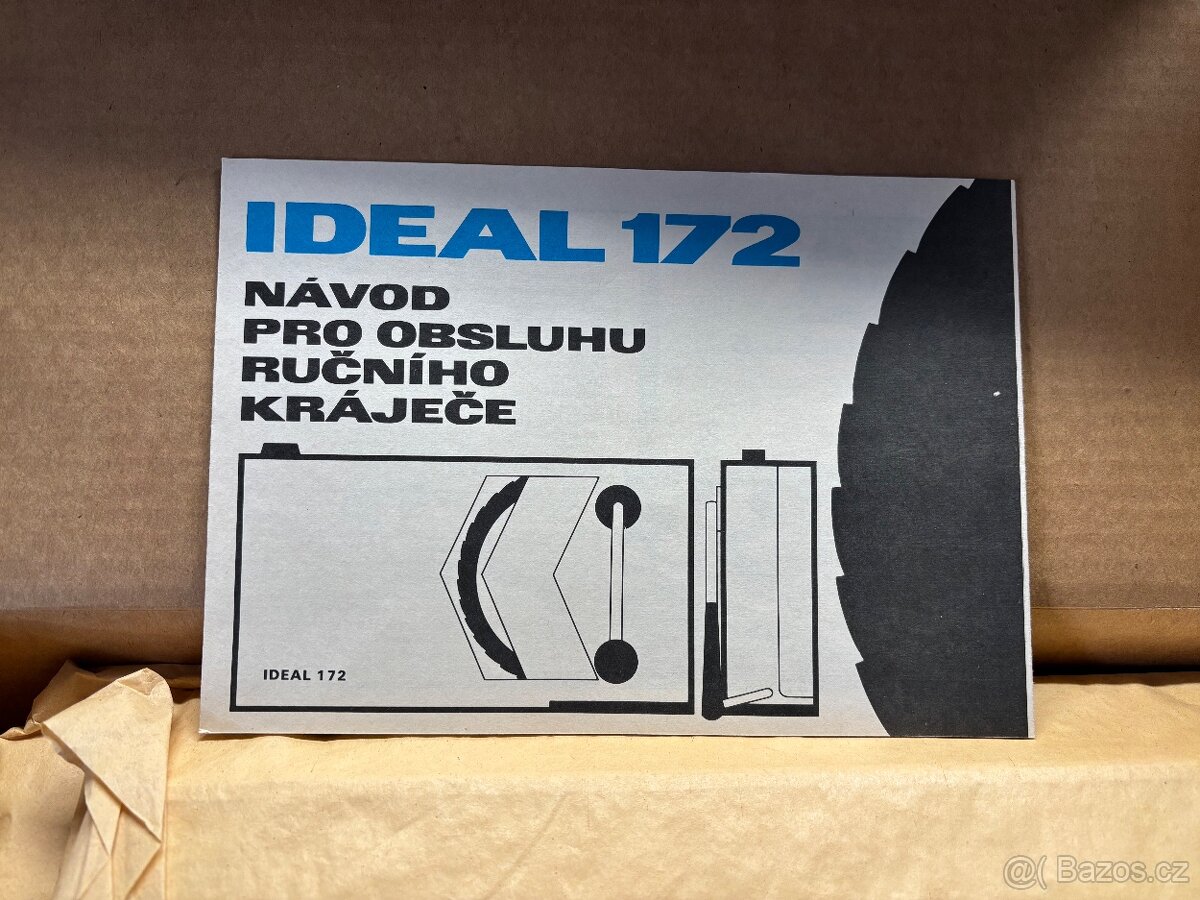 IDEAL 172
NÁVOD
PRO OBSLUHU
RUČNÍHO
KRÁJEČE
IDEAL 172
@( Bazos.cz